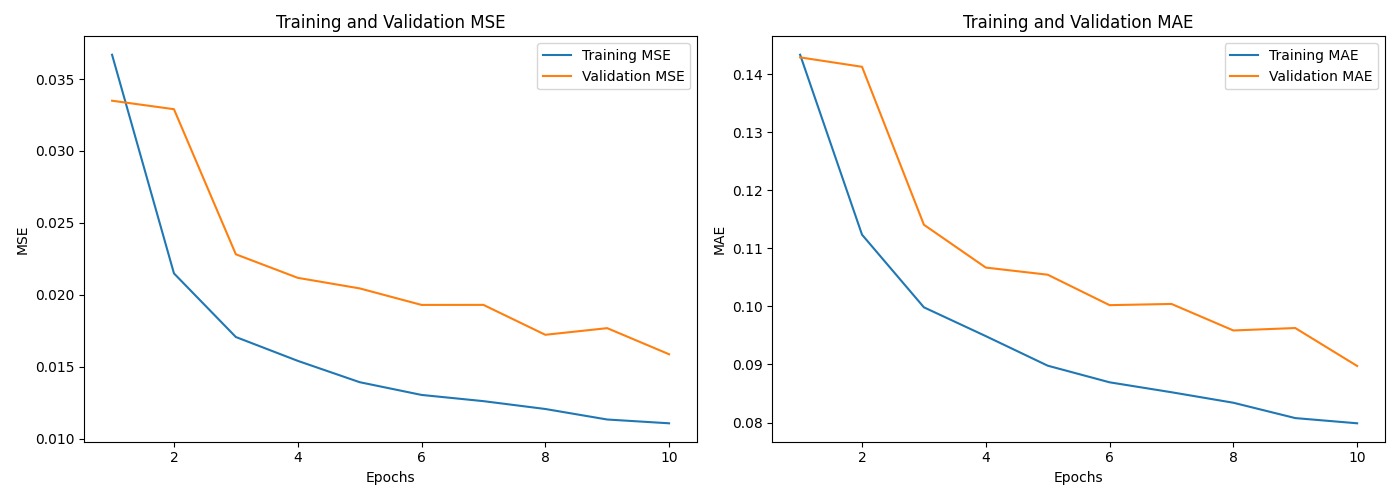 Training and Validation MSE
Training MSE
Validation MSE
0.035
0.030
0.025
0.020
0.015
0.010
MSE
2
4
6
8
10
Epochs
Training and Validation MAE
Training MAE
Validation MAE
0.14
0.13
0.12
0.11
0.10
0.09
0.08
MAE
2
4
6
8
10
Epochs